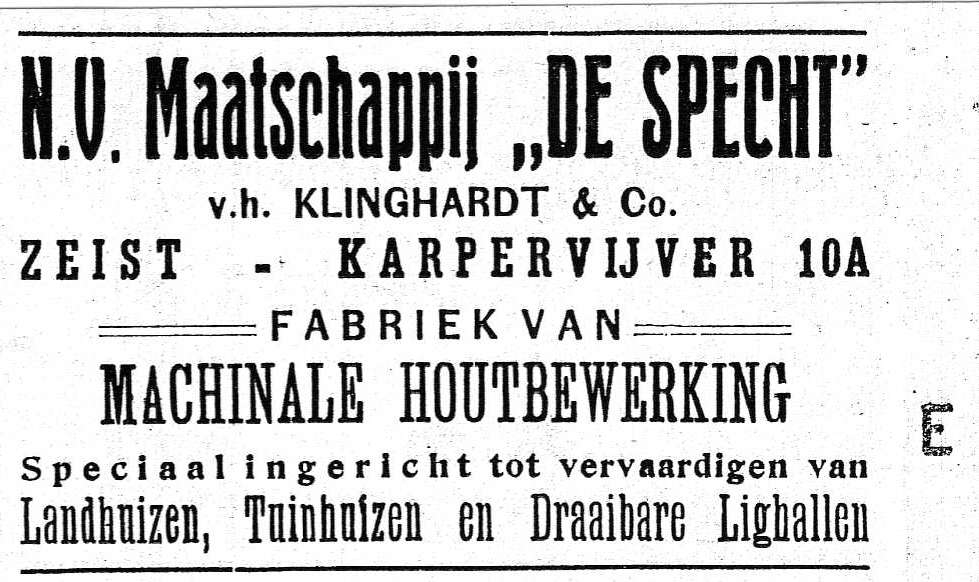 N.V. Maatschappij „DE SPECHT”
v.h. KLINGHARDT & Co.
ZEIST - KARPERVIJVER 10A
FABRIEK VAN
MACHINALE HOUTBEWERKING
Speciaal ingericht tot vervaardigen van
Landhuizen, Tuinhuizen en Draaibare Lighallen
E